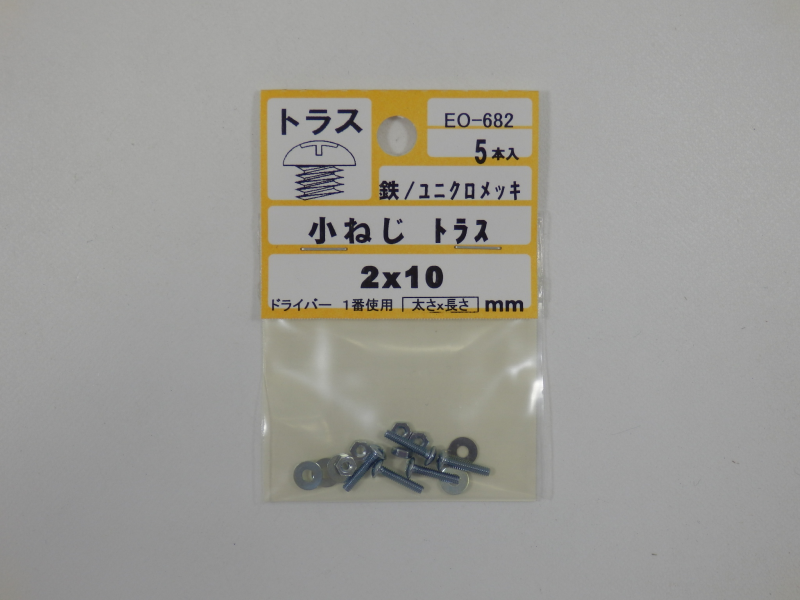 トラス
EO-682
5本入
鉄/ユニクロメッキ
小ねじ トラス
2x10
ドライバー 1番使用 太さx長さ mm